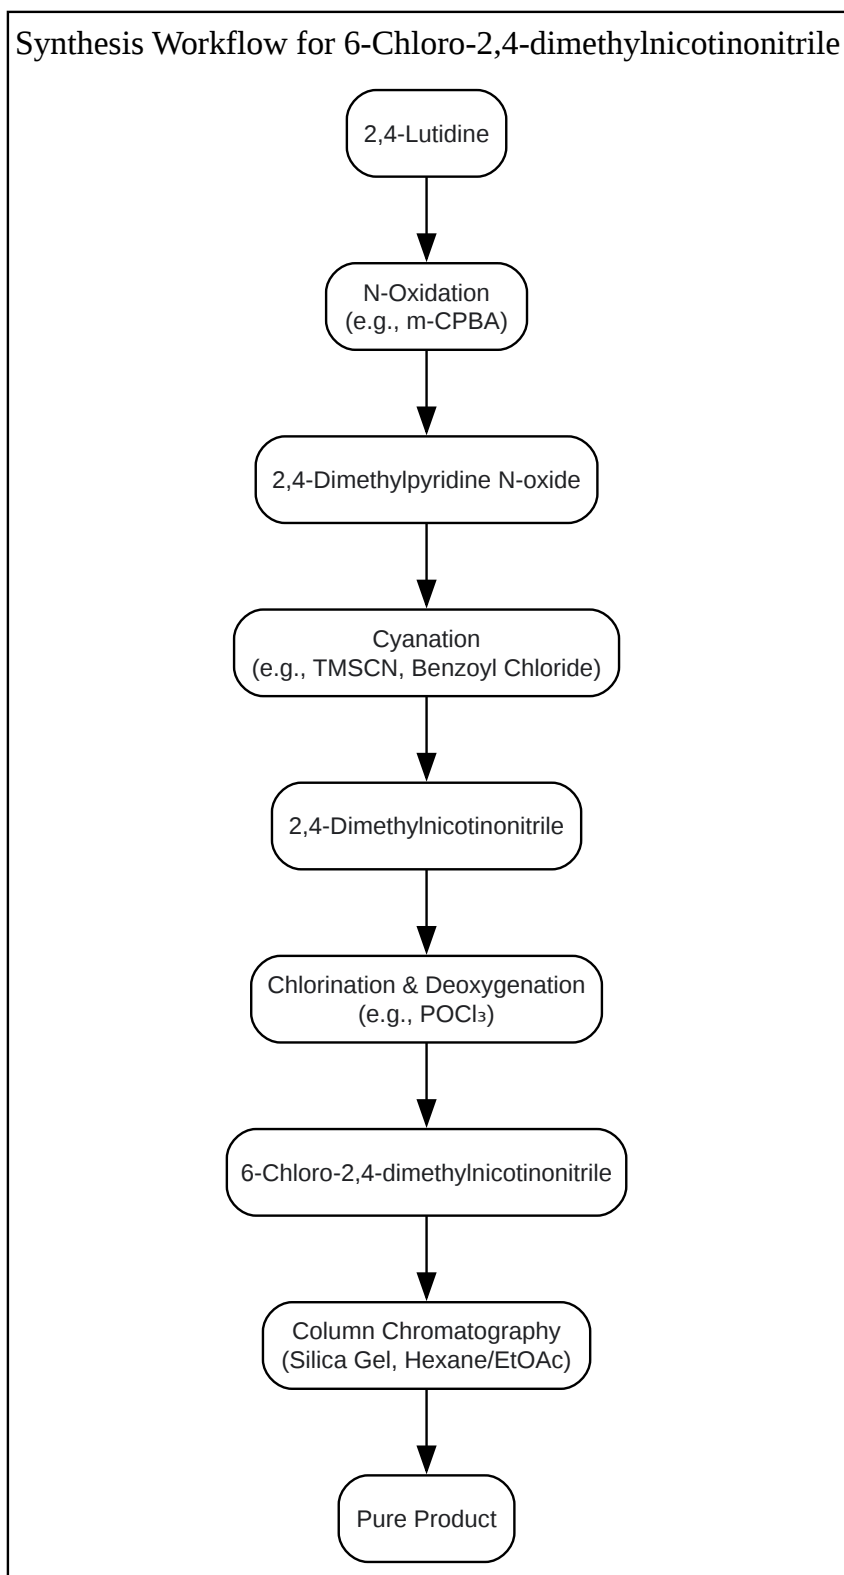 Synthesis Workflow for 6-Chloro-2,4-dimethylnicotinonitrile
2,4-Lutidine
N-Oxidation
(e.g., m-CPBA)
2,4-Dimethylpyridine N-oxide
Cyanation
(e.g., TMSCN, Benzoyl Chloride)
2,4-Dimethylnicotinonitrile
Chlorination & Deoxygenation
(e.g., POCl₃)
6-Chloro-2,4-dimethylnicotinonitrile
Column Chromatography
(Silica Gel, Hexane/EtOAc)
Pure Product